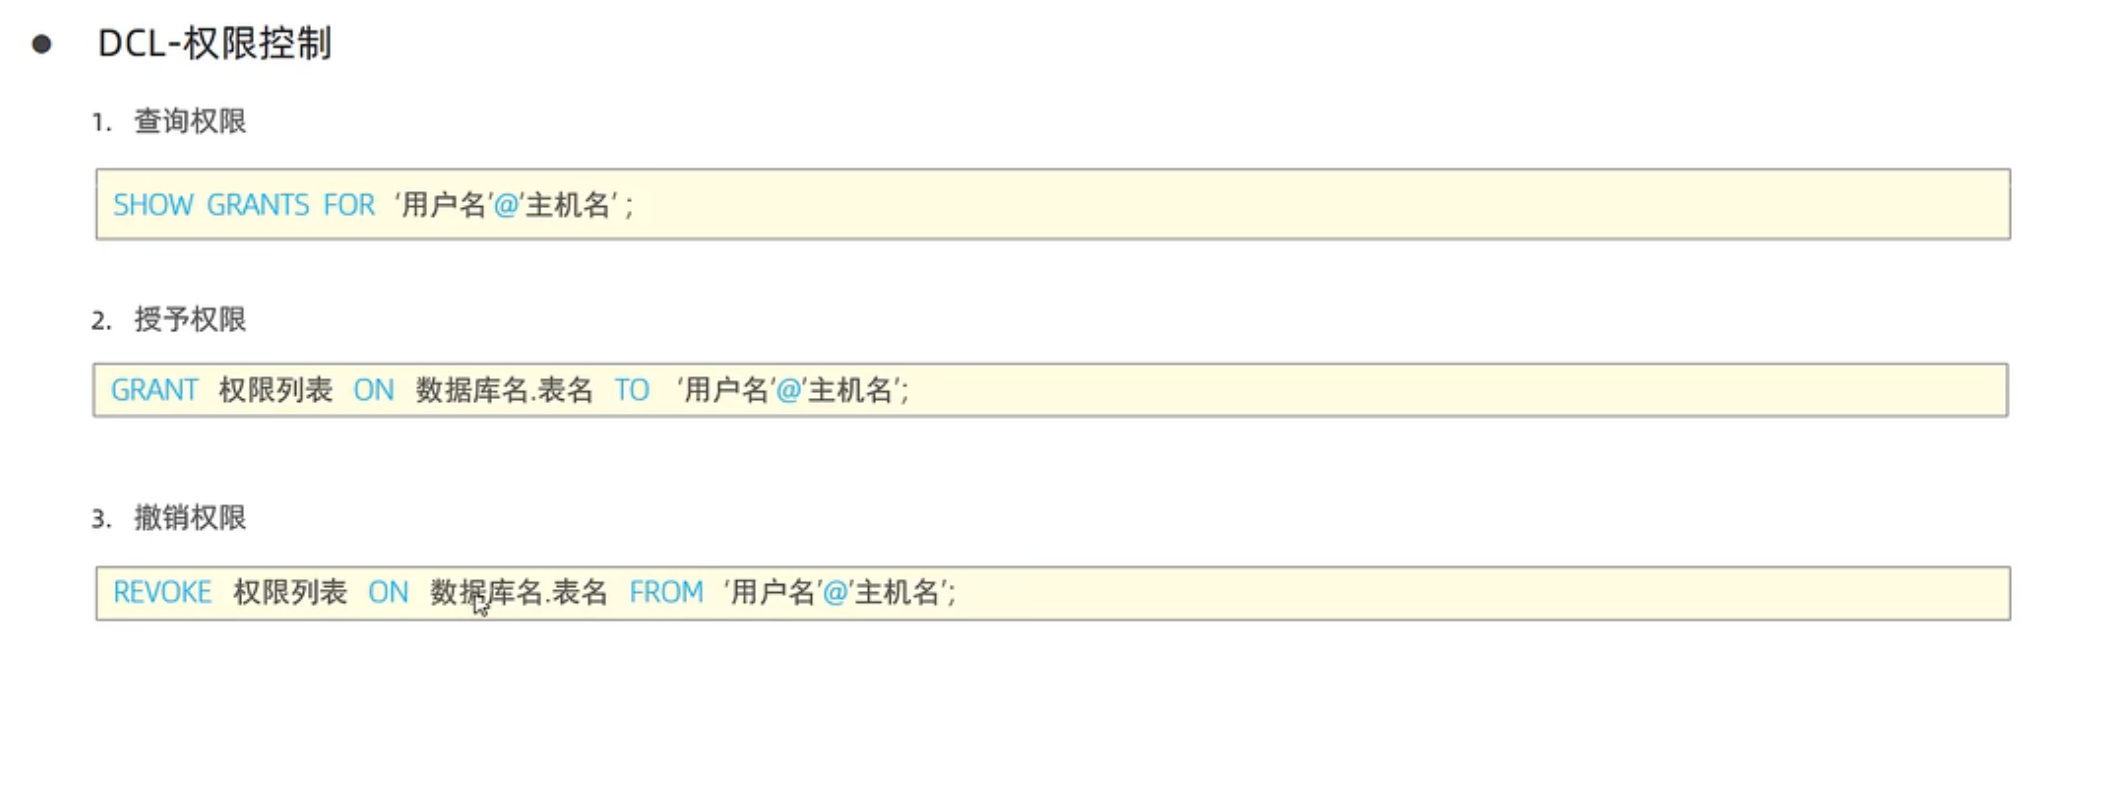 ● DCL-权限控制
1. 查询权限
SHOW GRANTS FOR ‘用户名’@‘主机名’ ;
2. 授予权限
GRANT 权限列表 ON 数据库名.表名 TO ‘用户名’@‘主机名’;
3. 撤销权限
REVOKE 权限列表 ON 数据库名.表名 FROM ‘用户名’@‘主机名’;